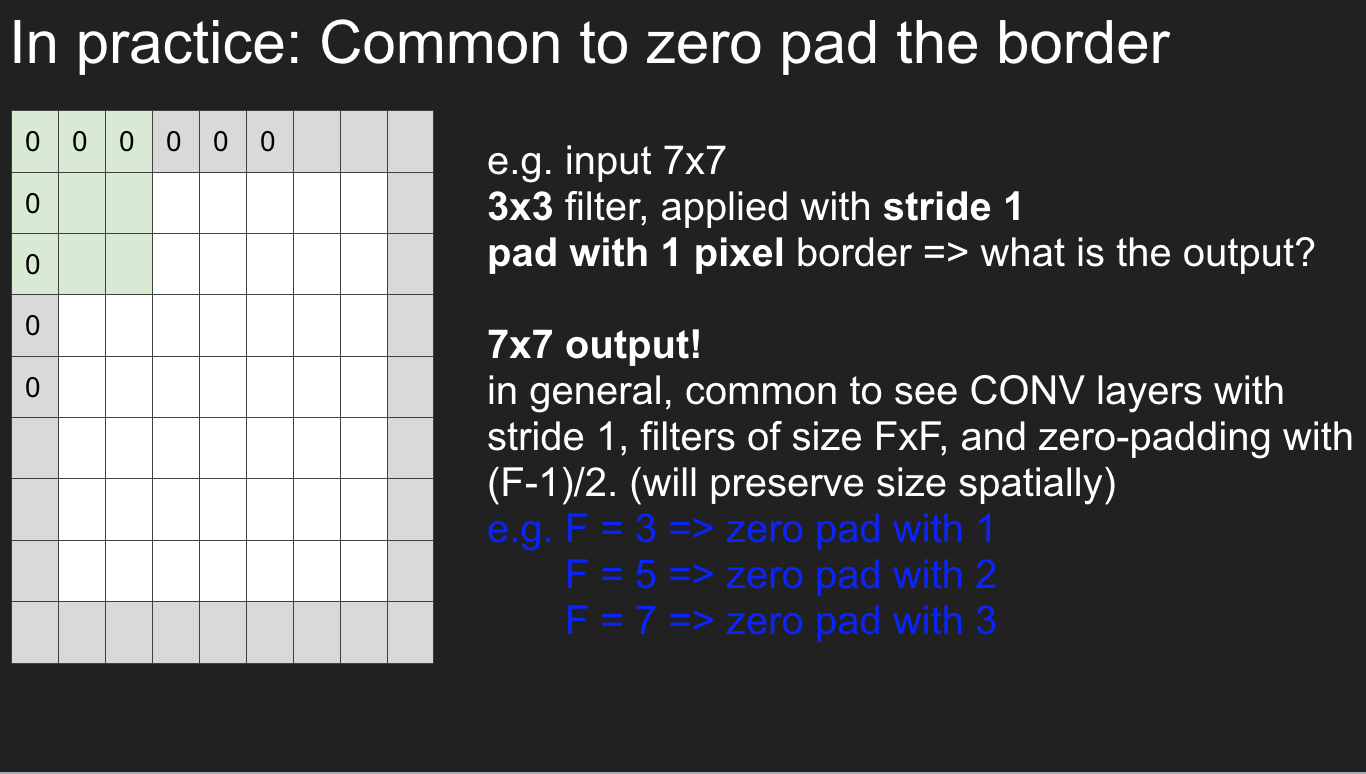 In practice: Common to zero pad the border
0 0 0 0 0 0
0
0
0
0
e.g. input 7x7
3x3 filter, applied with stride 1
pad with 1 pixel border => what is the output?
7x7 output!
in general, common to see CONV layers with
stride 1, filters of size FxF, and zero-padding with
(F-1)/2. (will preserve size spatially)
e.g. F = 3 => zero pad with 1
F = 5 => zero pad with 2
F = 7 => zero pad with 3